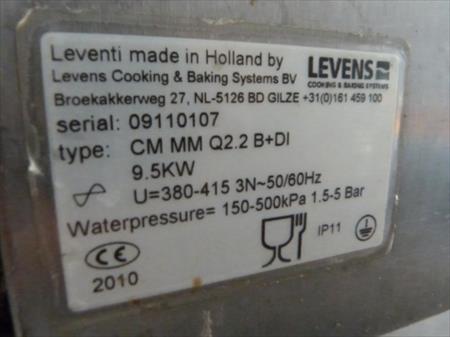 Leventi made in Holland by
Levens Cooking & Baking Systems BV
Broekakkerweg 27, NL-5126 BD GILZE +31(0)161 459 100
LEVENS
COOKING & BAKING SYSTEMS
serial: 09110107
type: CM MM Q2.2 B+DI
9.5KW
U=380-415 3N~50/60Hz
Waterpressure= 150-500kPa 1.5-5 Bar
CE
2010
IP11